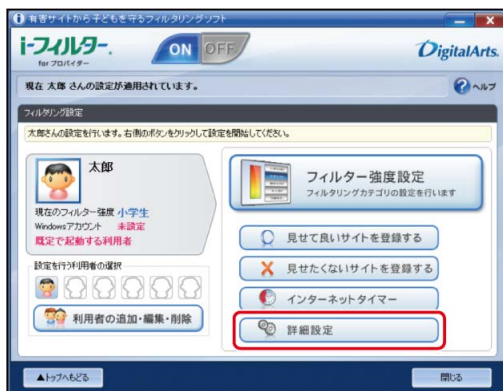 有害サイトから子どもを守るフィルタリングソフト
i-フィルター®
for プロバイダー
ON OFF
DigitalArts.
現在 太郎 さんの設定が適用されています。
ヘルプ
フィルタリング設定
太郎さんの設定を行います。右側のボタンをクリックして設定を開始してください。
太郎
現在のフィルター強度 小学生
Windowsアカウント 未設定
既定で起動する利用者
設定を行う利用者の選択
利用者の追加・編集・削除
フィルター強度設定
フィルタリングカテゴリの設定を行います
見せて良いサイトを登録する
見せたくないサイトを登録する
インターネットタイマー
詳細設定
▲トップへもどる
閉じる